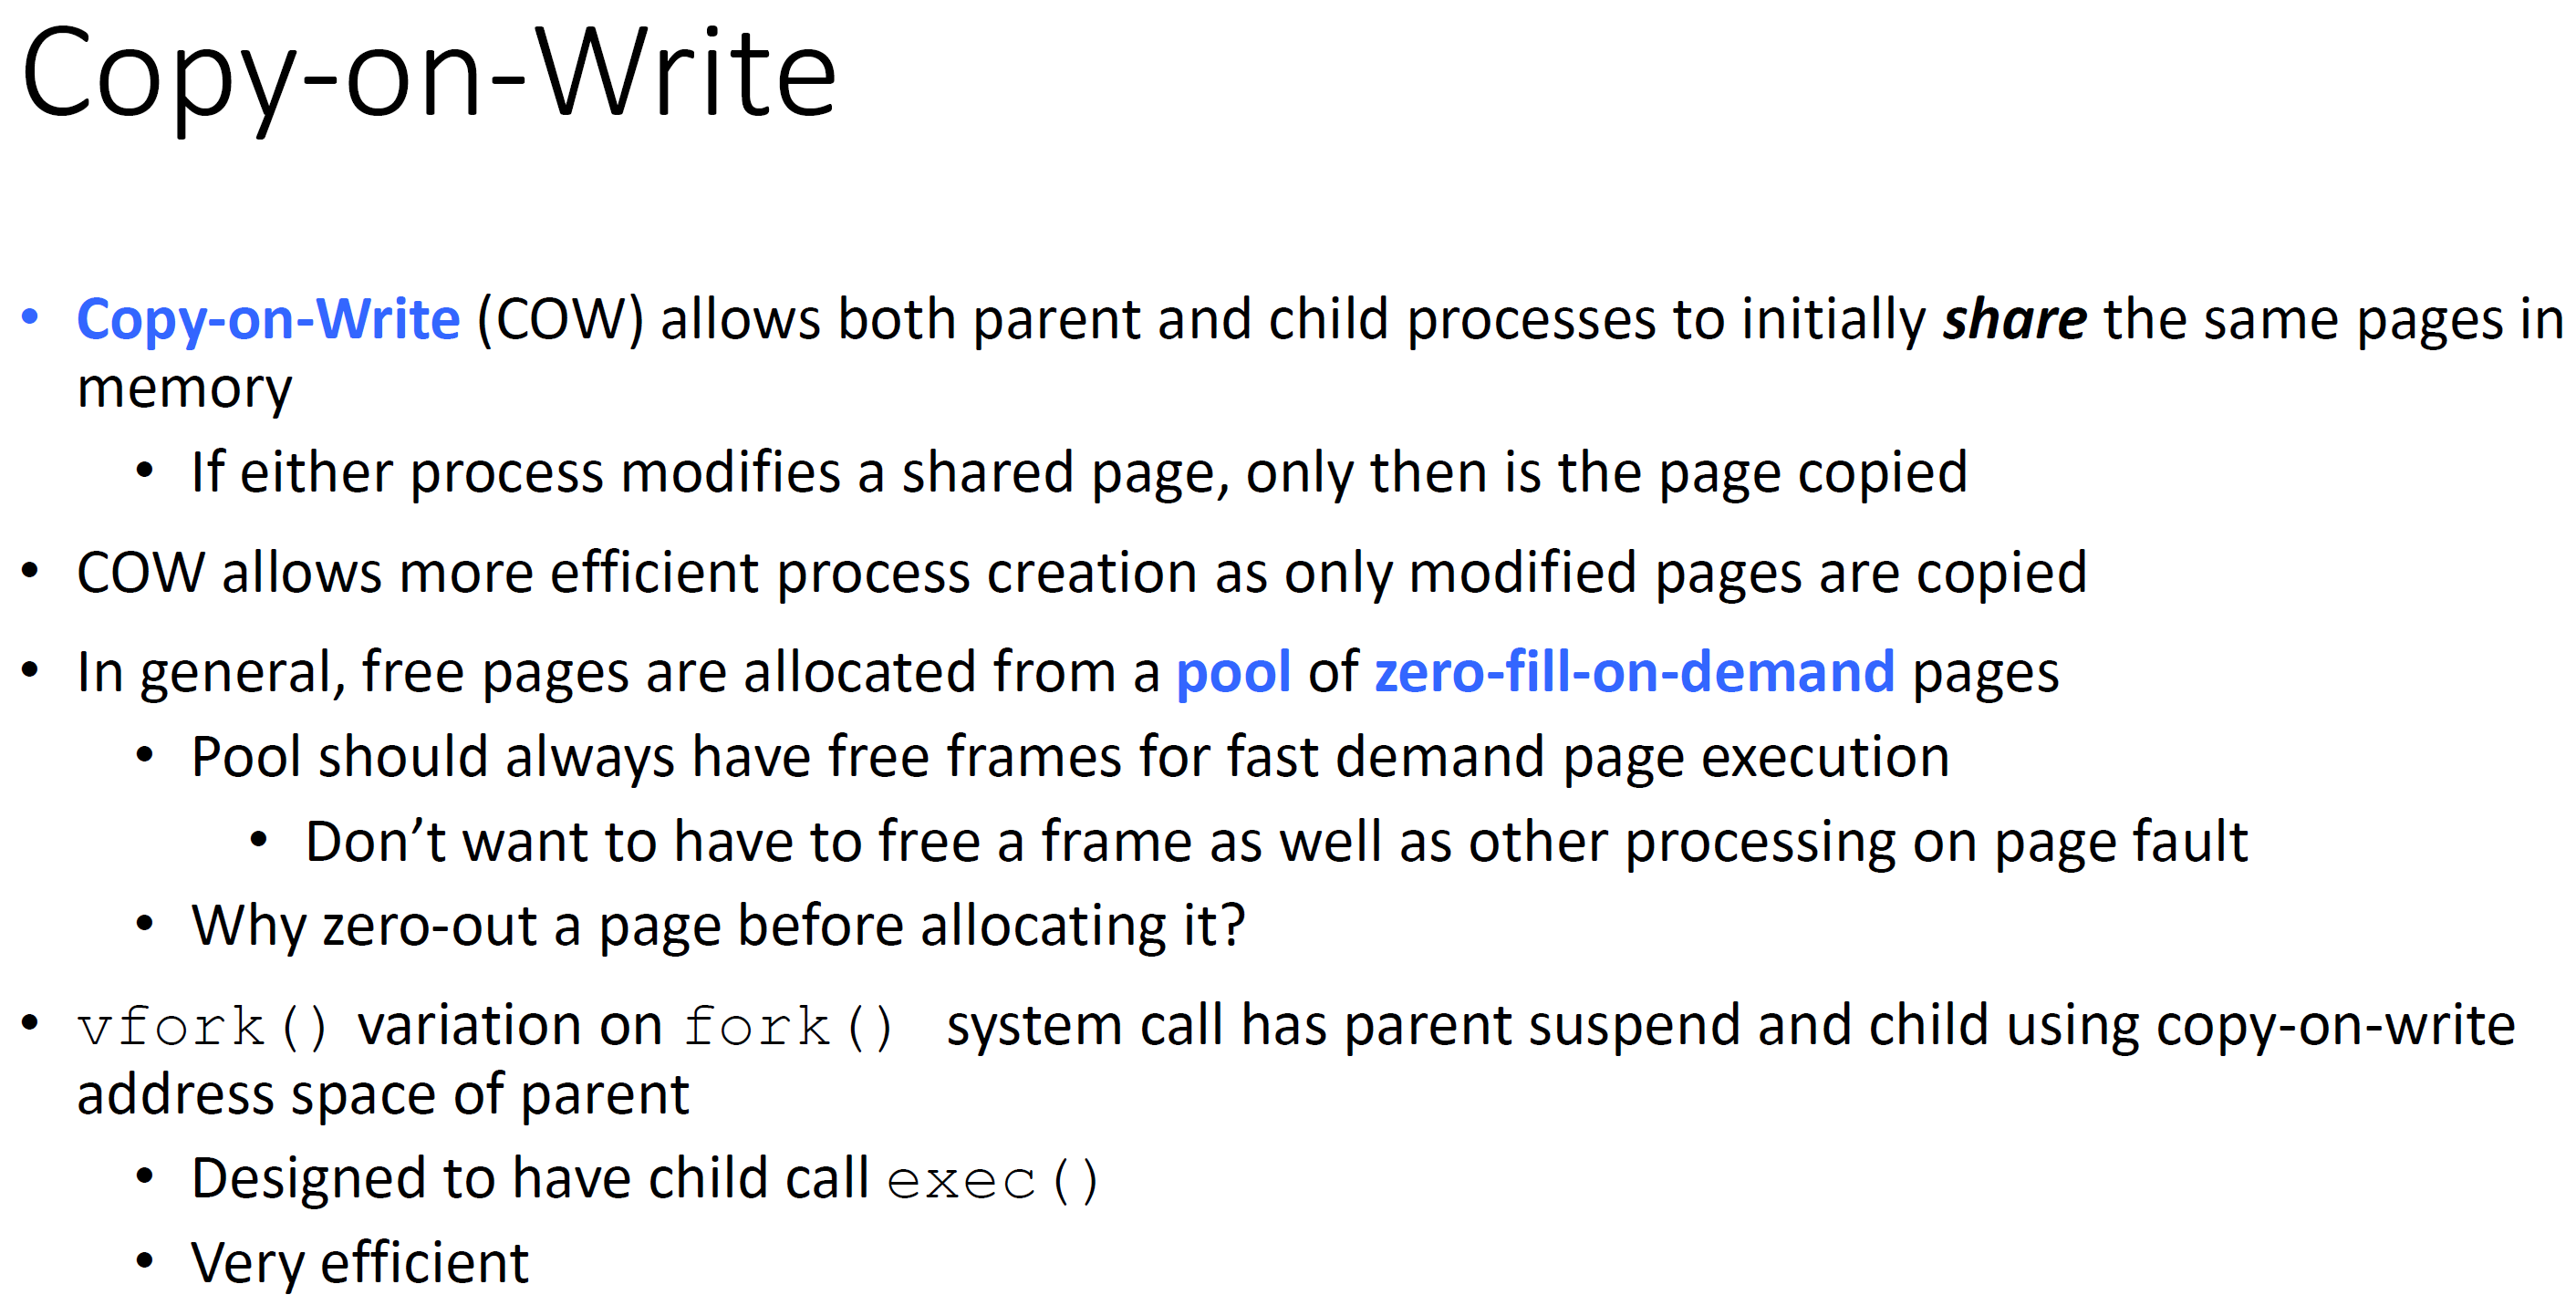 Copy-on-Write
• Copy-on-Write (COW) allows both parent and child processes to initially share the same pages in
memory
• If either process modifies a shared page, only then is the page copied
• COW allows more efficient process creation as only modified pages are copied
• In general, free pages are allocated from a pool of zero-fill-on-demand pages
• Pool should always have free frames for fast demand page execution
• Don’t want to have to free a frame as well as other processing on page fault
• Why zero-out a page before allocating it?
• vfork() variation on fork() system call has parent suspend and child using copy-on-write
address space of parent
• Designed to have child call exec()
• Very efficient